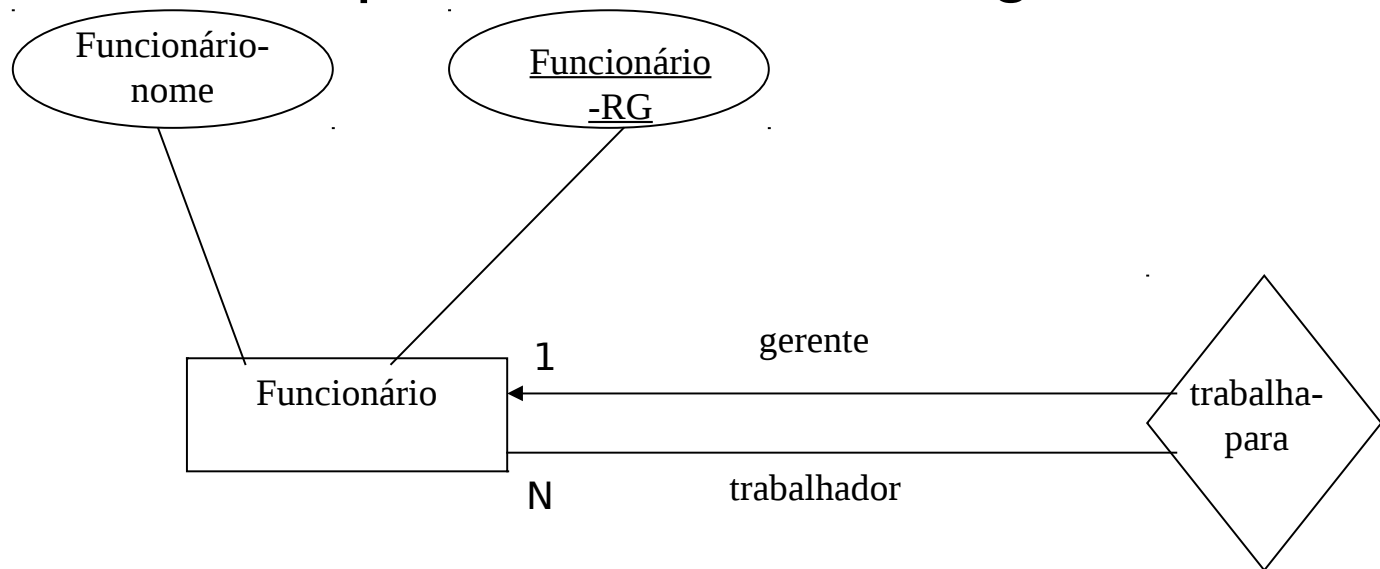 Funcionário-
nome
Funcionário
-RG
1
gerente
Funcionário
trabalha-
para
N
trabalhador